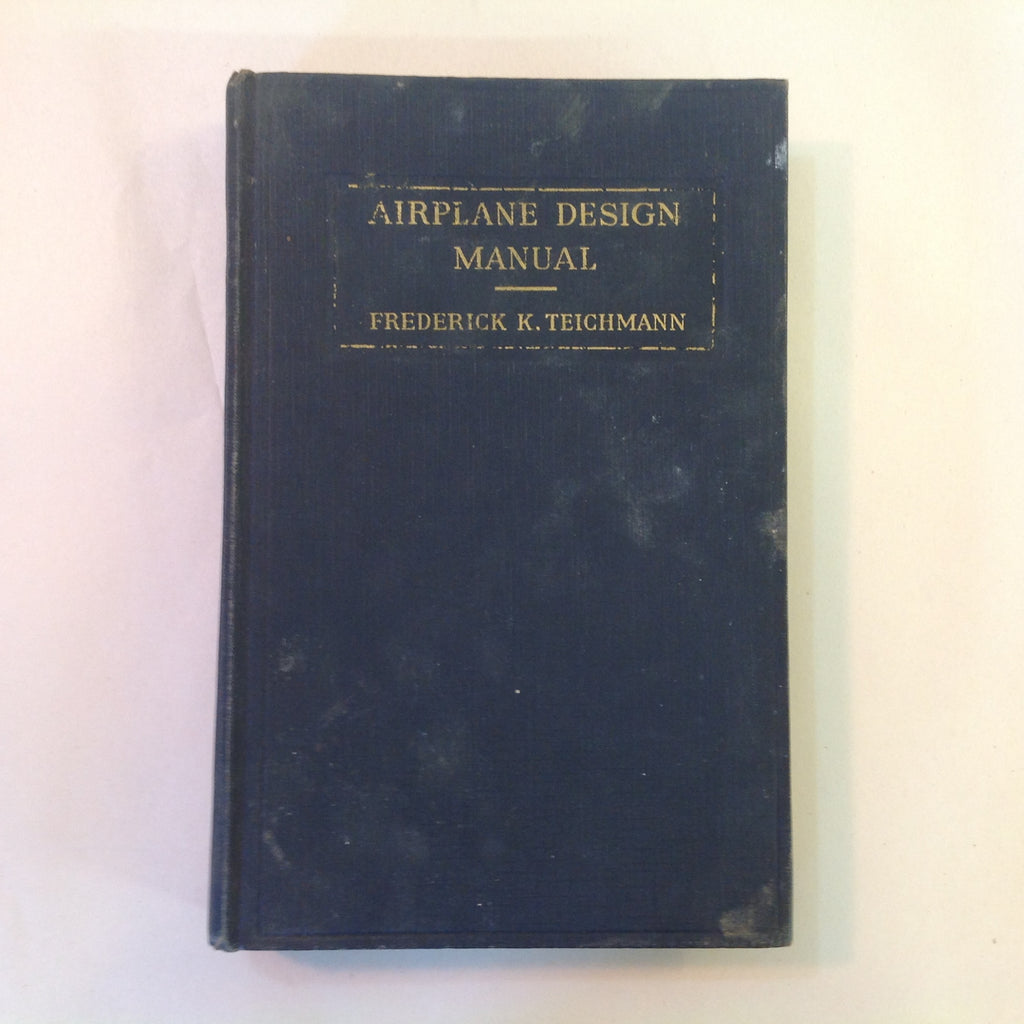 AIRPLANE DESIGN
MANUAL
FREDERICK K. TEICHMANN